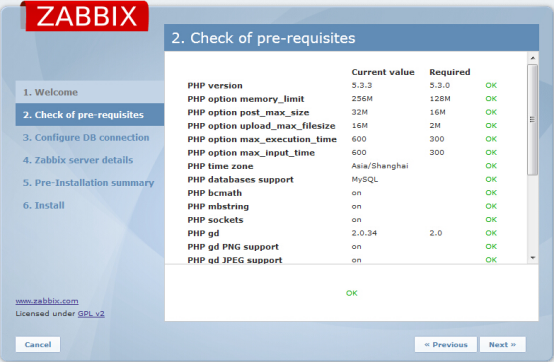 ZABBIX
2. Check of pre-requisites
1. Welcome
2. Check of pre-requisites
3. Configure DB connection
4. Zabbix server details
5. Pre-Installation summary
6. Install
Current value Required
PHP version 5.3.3 5.3.0 OK
PHP option memory_limit 256M 128M OK
PHP option post_max_size 32M 16M OK
PHP option upload_max_filesize 16M 2M OK
PHP option max_execution_time 600 300 OK
PHP option max_input_time 600 300 OK
PHP time zone Asia/Shanghai OK
PHP databases support MySQL OK
PHP bcmath on OK
PHP mbstring on OK
PHP sockets on OK
PHP gd 2.0.34 2.0 OK
PHP gd PNG support on OK
PHP gd JPEG support on OK
OK
www.zabbix.com
Licensed under GPL v2
Cancel
« Previous
Next »